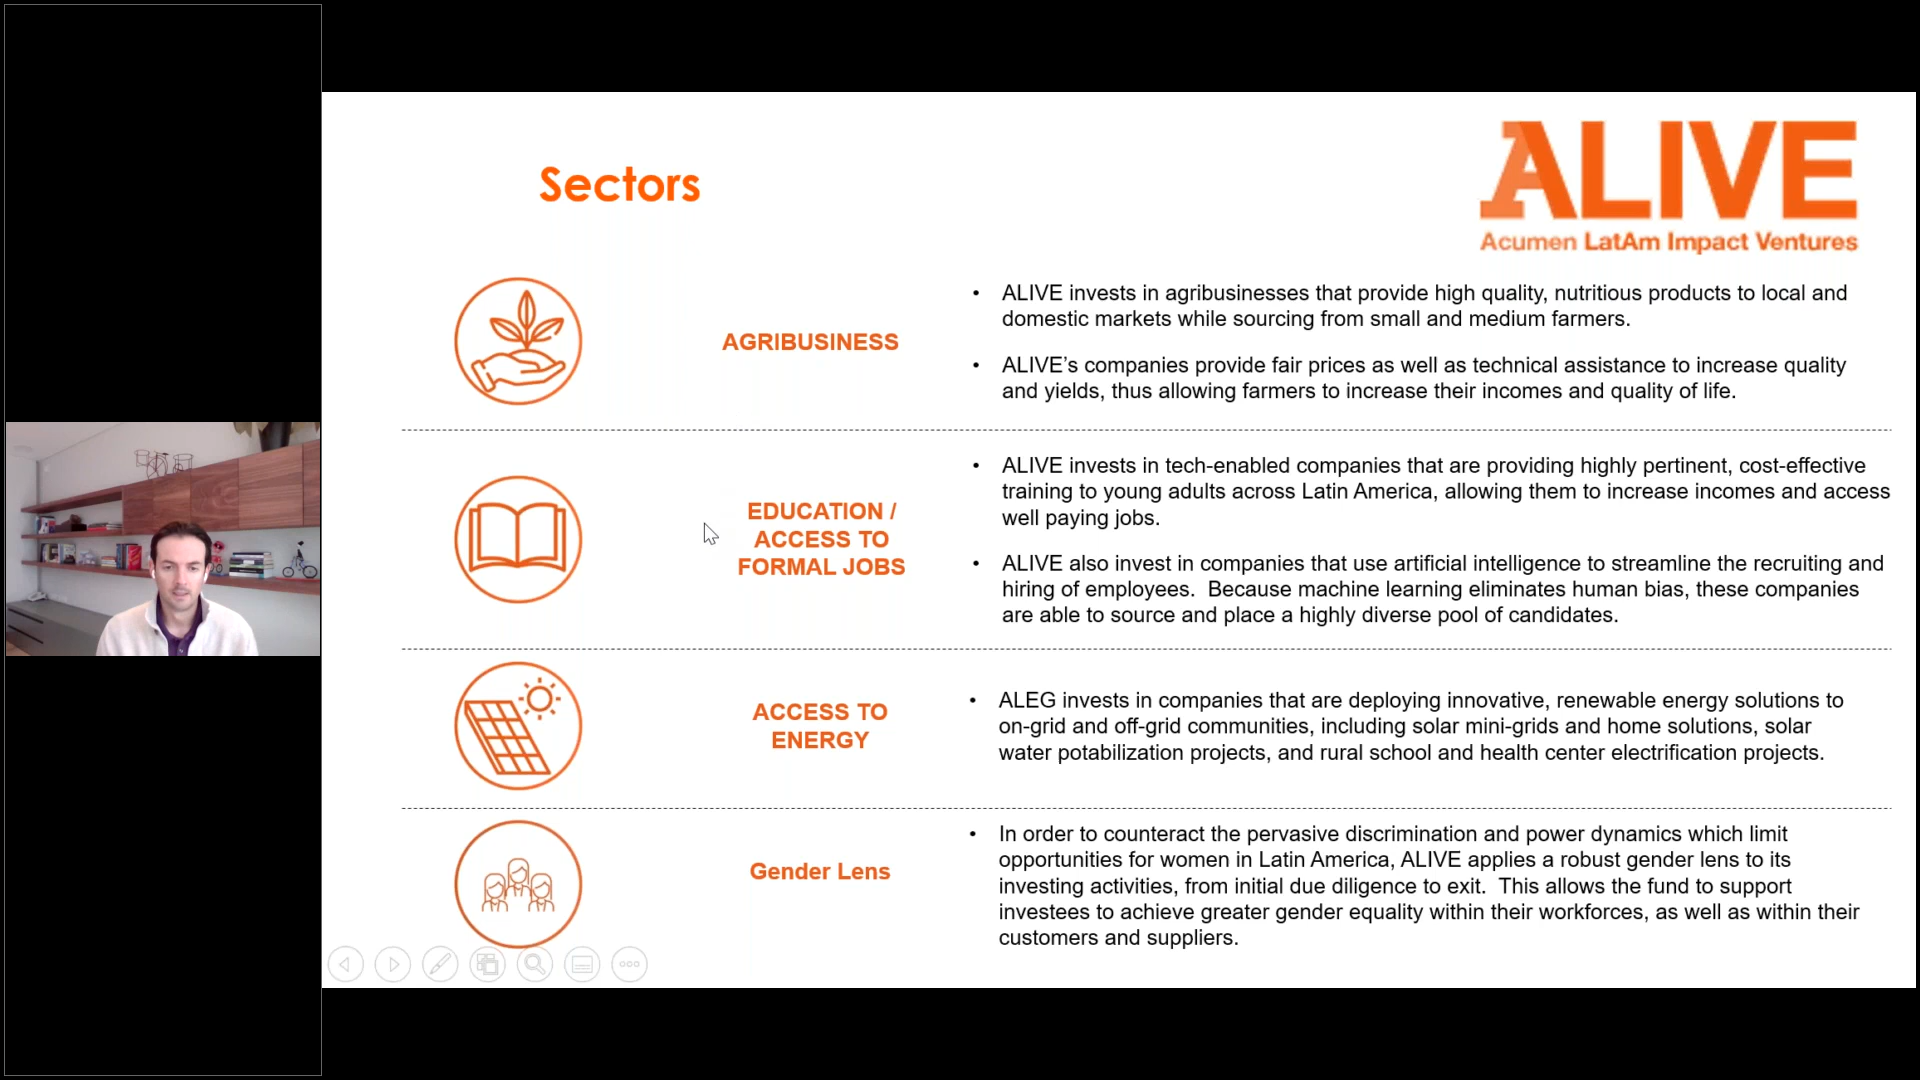 Sectors
ALIVE
Acumen LatAm Impact Ventures
AGRIBUSINESS
• ALIVE invests in agribusinesses that provide high quality, nutritious products to local and
domestic markets while sourcing from small and medium farmers.
• ALIVE’s companies provide fair prices as well as technical assistance to increase quality
and yields, thus allowing farmers to increase their incomes and quality of life.
EDUCATION /
ACCESS TO
FORMAL JOBS
• ALIVE invests in tech-enabled companies that are providing highly pertinent, cost-effective
training to young adults across Latin America, allowing them to increase incomes and access
well paying jobs.
• ALIVE also invest in companies that use artificial intelligence to streamline the recruiting and
hiring of employees.  Because machine learning eliminates human bias, these companies
are able to source and place a highly diverse pool of candidates.
ACCESS TO
ENERGY
• ALEG invests in companies that are deploying innovative, renewable energy solutions to
on-grid and off-grid communities, including solar mini-grids and home solutions, solar
water potabilization projects, and rural school and health center electrification projects.
Gender Lens
• In order to counteract the pervasive discrimination and power dynamics which limit
opportunities for women in Latin America, ALIVE applies a robust gender lens to its
investing activities, from initial due diligence to exit.  This allows the fund to support
investees to achieve greater gender equality within their workforces, as well as within their
customers and suppliers.